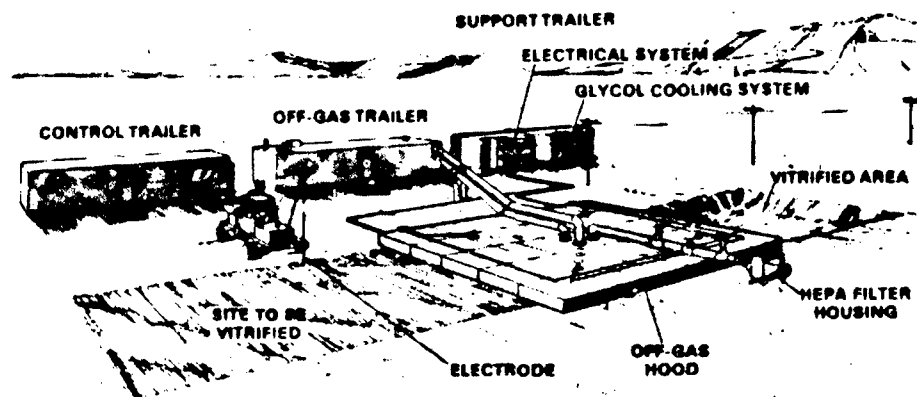 SUPPORT TRAILER
ELECTRICAL SYSTEM
GLYCOL COOLING SYSTEM
OFF-GAS TRAILER
CONTROL TRAILER
VITRIFIED AREA
HEPA FILTER
HOUSING
SITE TO BE
VITRIFIED
OFF-GAS
HOOD
ELECTRODE